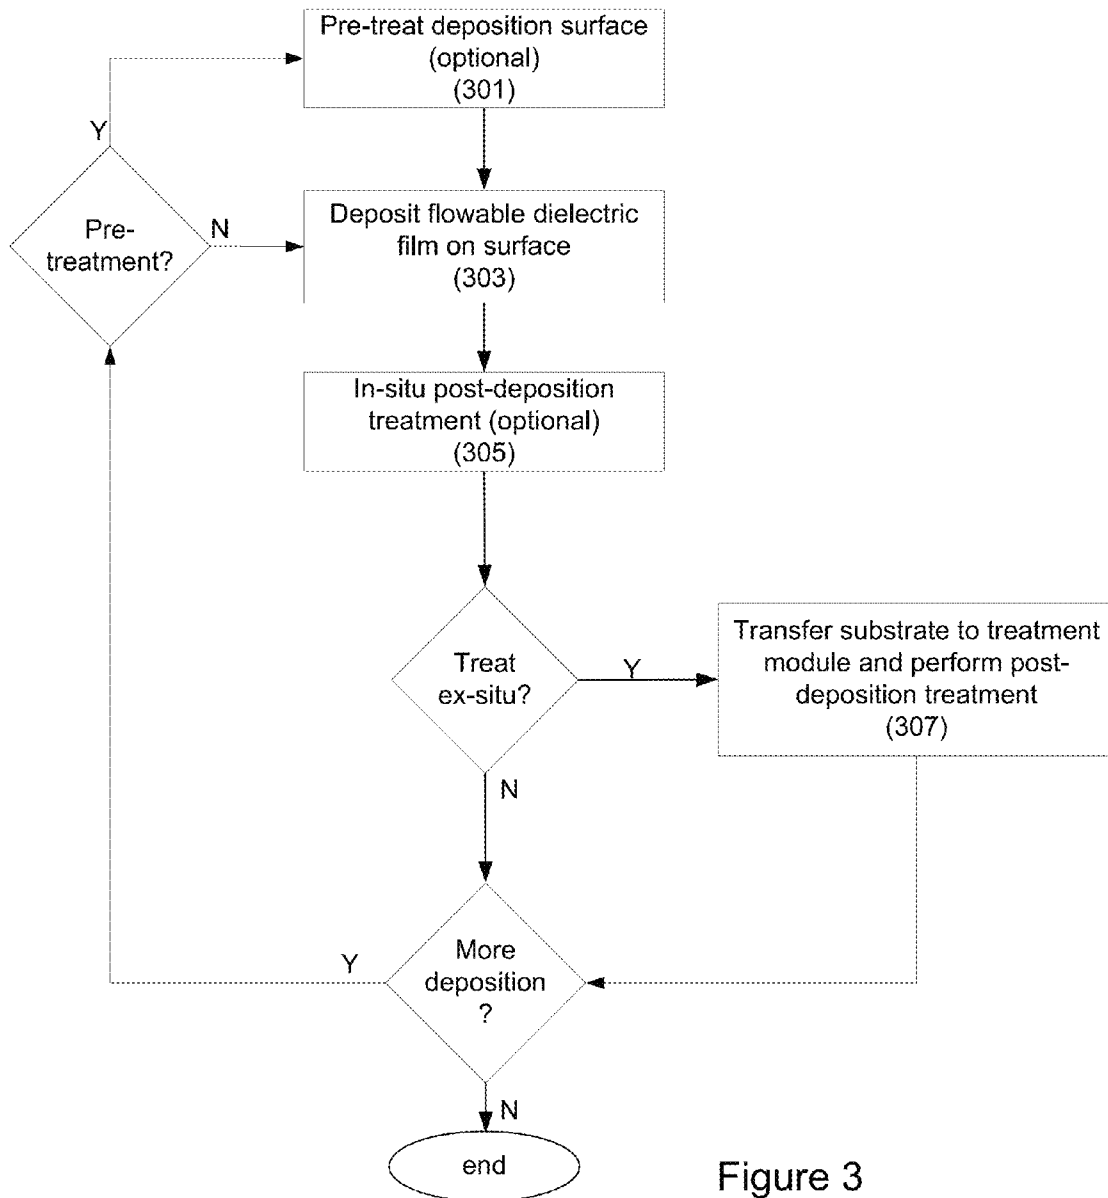 Pre-treat deposition surface
(optional)
(301)
Y
Pre-
treatment?
N
Deposit flowable dielectric
film on surface
(303)
In-situ post-deposition
treatment (optional)
(305)
Treat
ex-situ?
Y
Transfer substrate to treatment
module and perform post-
deposition treatment
(307)
N
More
deposition
?
Y
N
end
Figure 3